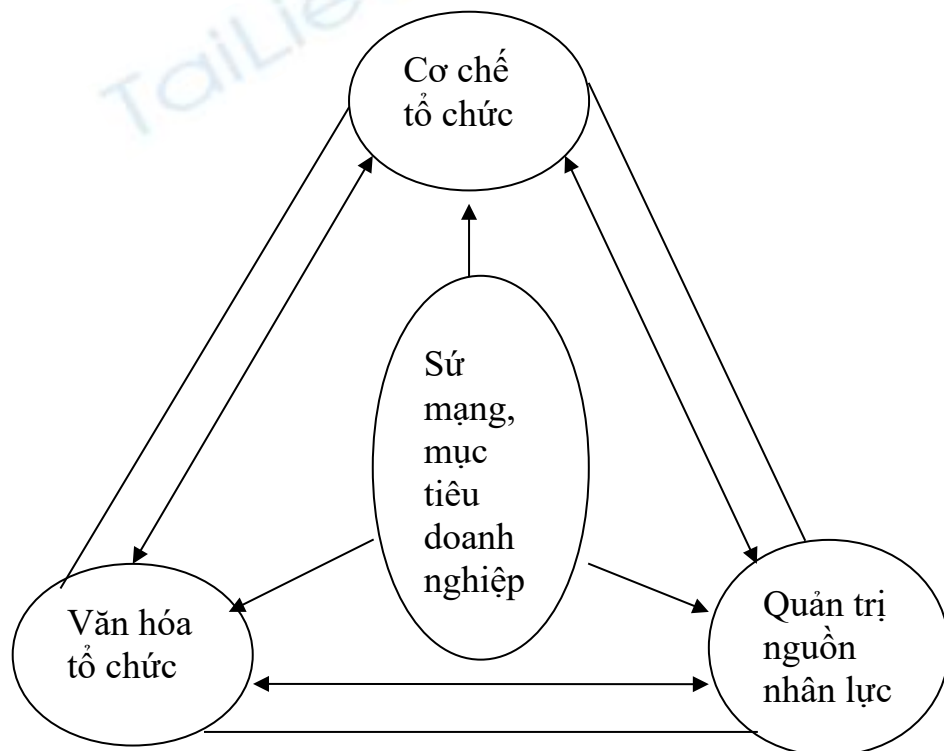 TaiLie
Cơ chế
tổ chức
Sứ
mạng,
mục
tiêu
doanh
nghiệp
Văn hóa
tổ chức
Quản trị
nguồn
nhân lực